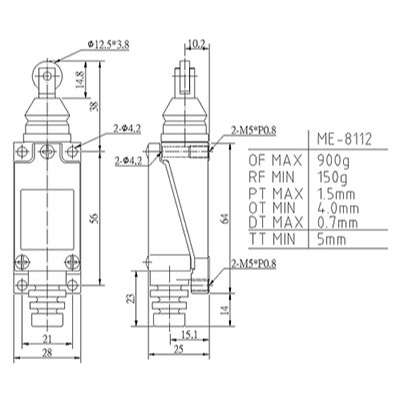 Φ12.5*3.8
10.2
14.8
38
2-Φ4.2
2-M5*P0.8
2-Φ4.2
56
64
ME-8112
OF MAX 900g
RF MIN 150g
PT MAX 1.5mm
OT MIN 4.0mm
DT MAX 0.7mm
TT MIN 5mm
2-M5*P0.8
23
14
21
15.1
28
25